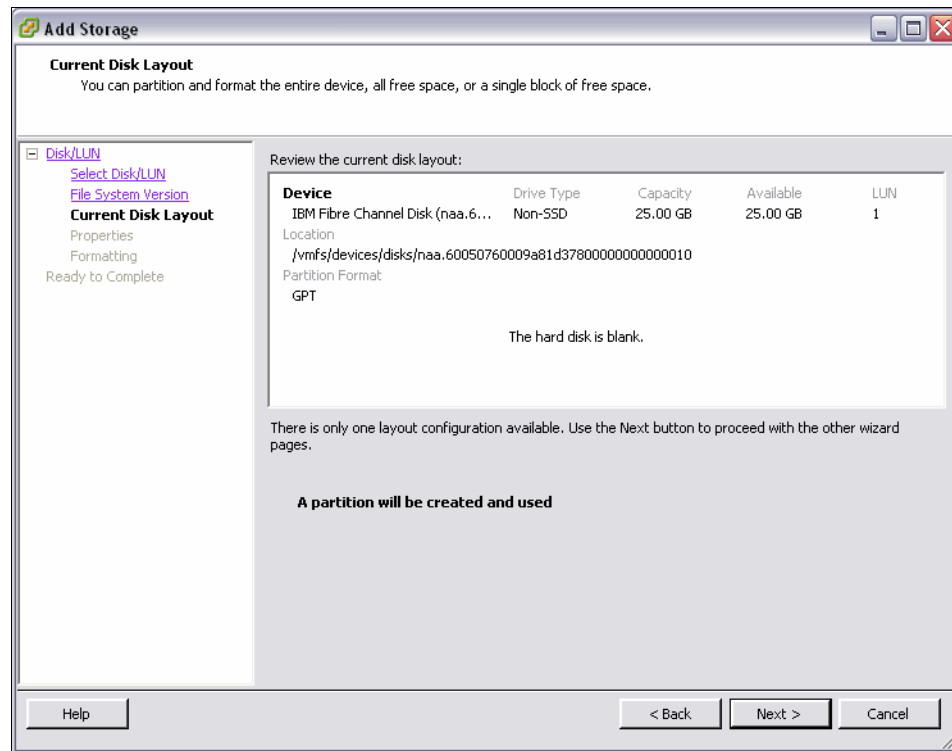 Add Storage
Current Disk Layout
You can partition and format the entire device, all free space, or a single block of free space.
Disk/LUN
Select Disk/LUN
File System Version
Current Disk Layout
Properties
Formatting
Ready to Complete
Review the current disk layout:
Device Drive Type Capacity Available LUN
IBM Fibre Channel Disk (naa.6... Non-SSD 25.00 GB 25.00 GB 1
Location
/vmfs/devices/disks/naa.60050760009a81d37800000000000010
Partition Format
GPT
The hard disk is blank.
There is only one layout configuration available. Use the Next button to proceed with the other wizard
pages.
A partition will be created and used
Help < Back Next > Cancel